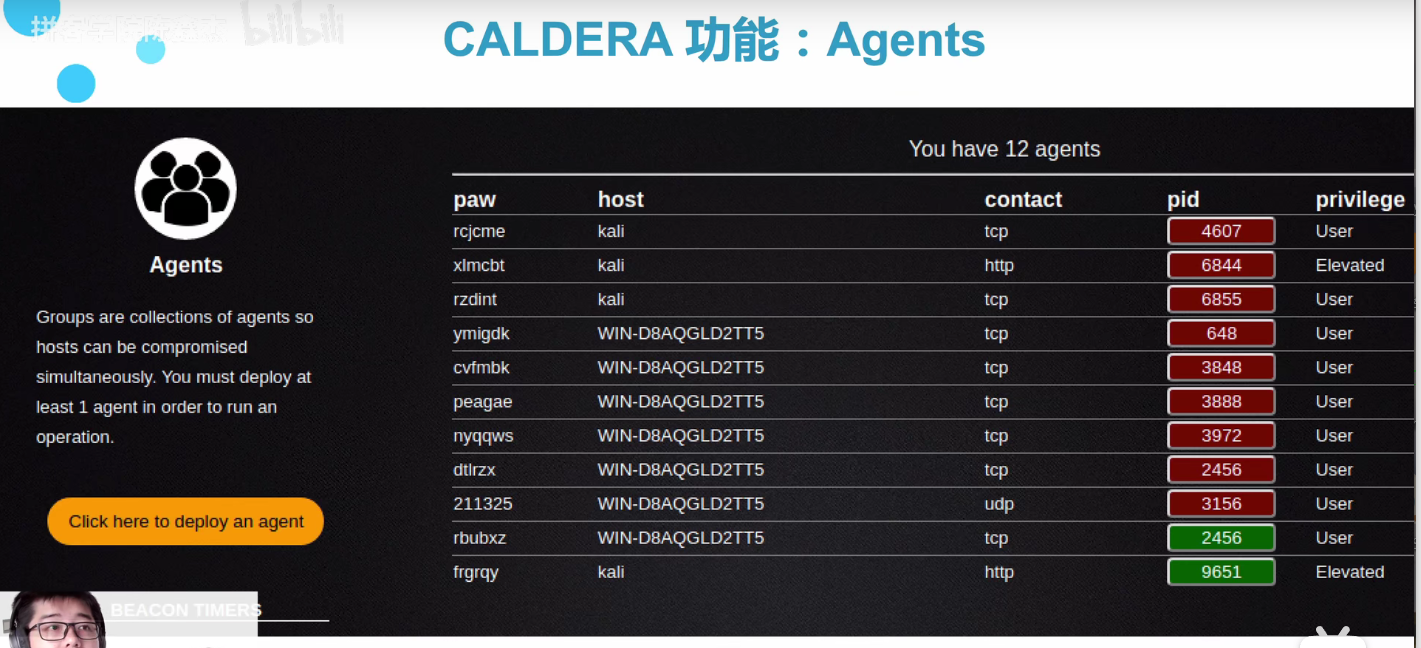 bilibili
CALDERA 功能：Agents
Agents
Groups are collections of agents so
hosts can be compromised
simultaneously. You must deploy at
least 1 agent in order to run an
operation.
Click here to deploy an agent
BEACON TIMERS
You have 12 agents
paw host contact pid privilege
rcjcme kali tcp 4607 User
xlmcbt kali http 6844 Elevated
rzdint kali tcp 6855 User
ymigdk WIN-D8AQGLD2TT5 tcp 648 User
cvfmbk WIN-D8AQGLD2TT5 tcp 3848 User
peagae WIN-D8AQGLD2TT5 tcp 3888 User
nyqqws WIN-D8AQGLD2TT5 tcp 3972 User
dtlrzx WIN-D8AQGLD2TT5 tcp 2456 User
211325 WIN-D8AQGLD2TT5 udp 3156 User
rbubxz WIN-D8AQGLD2TT5 tcp 2456 User
frgrqy kali http 9651 Elevated